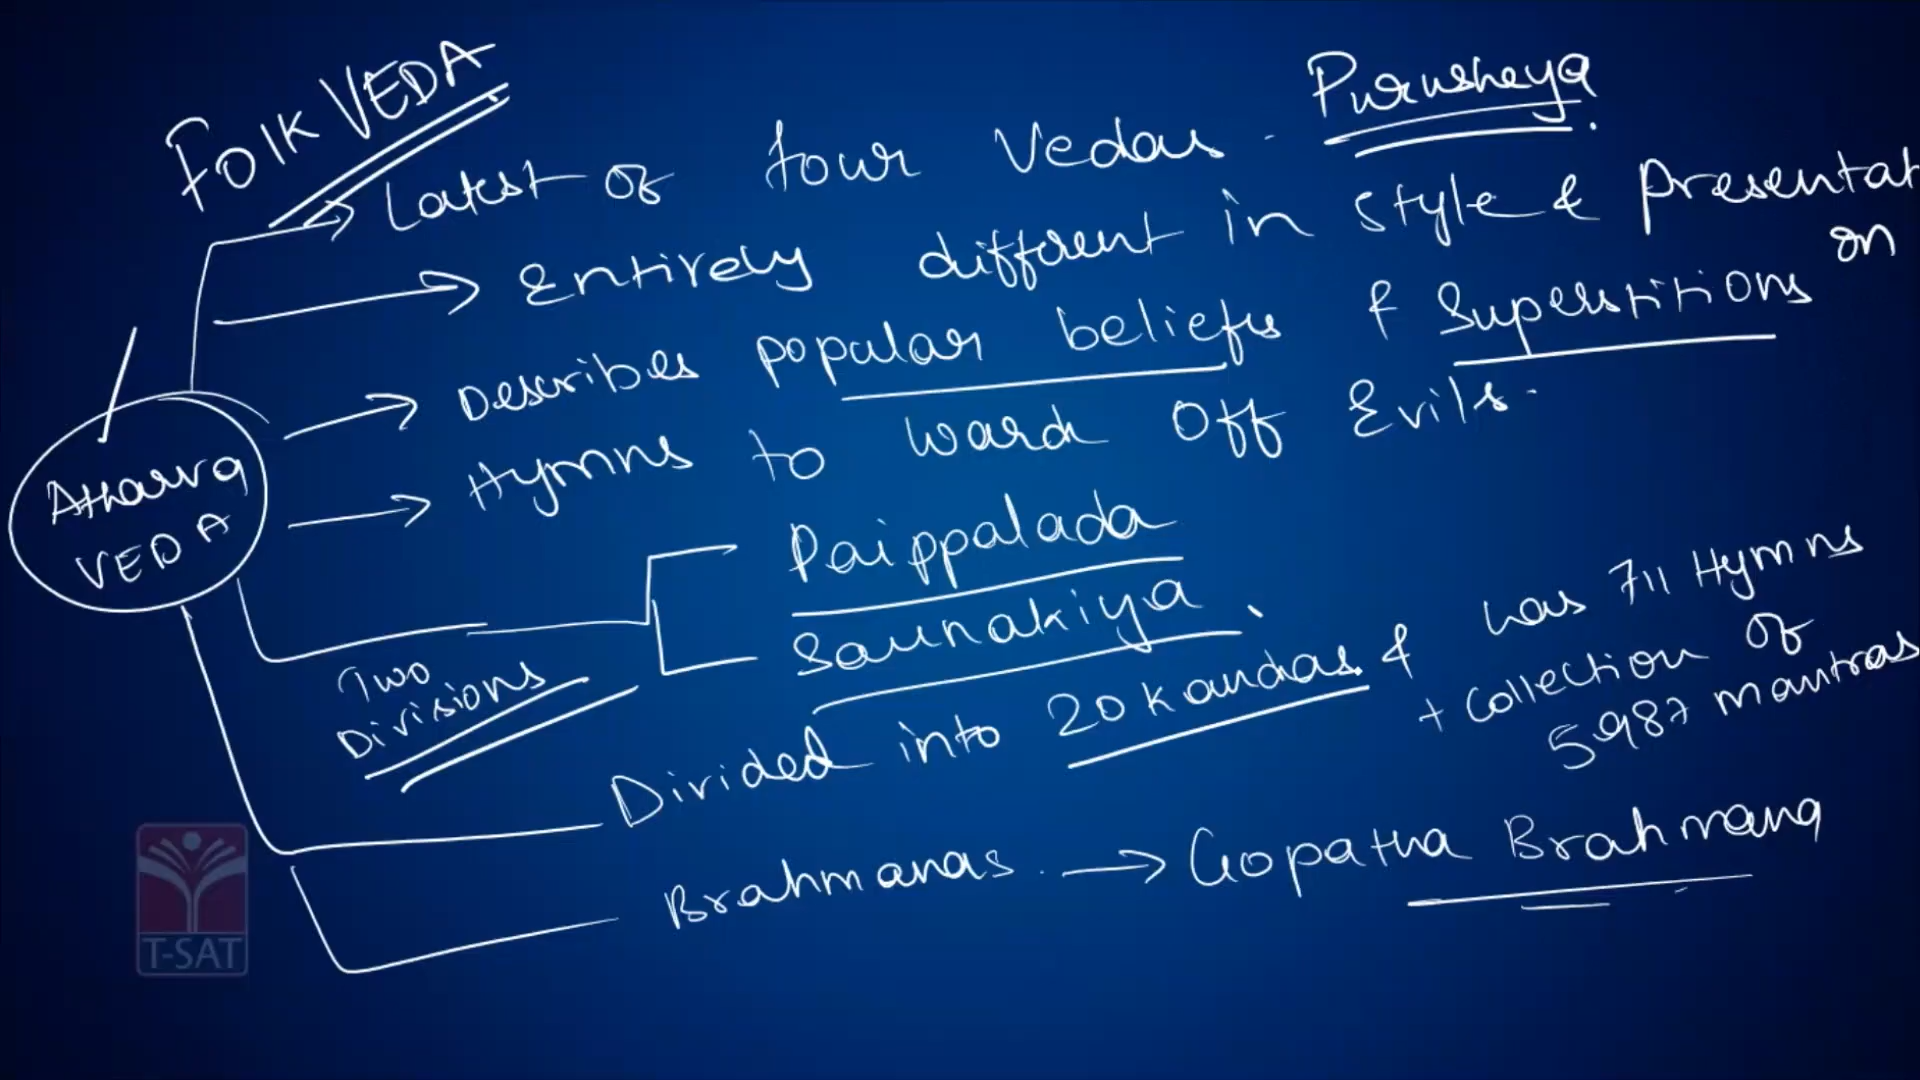 FOLK VEDA
Purusheya.
→ Latest of four Vedas.
→ Entirely different in style & Presentat
on
→ Describes popular beliefs & Superstitions
→ Hymns to ward off Evils.
Atharva
VEDA
Two
Divisions
Paippalada
Saunakiya.
Divided into 20 Kandas & has 711 Hymns
+ collection of
5987 mantras
Brahmanas. → Gopatha Brahmana
T-SAT